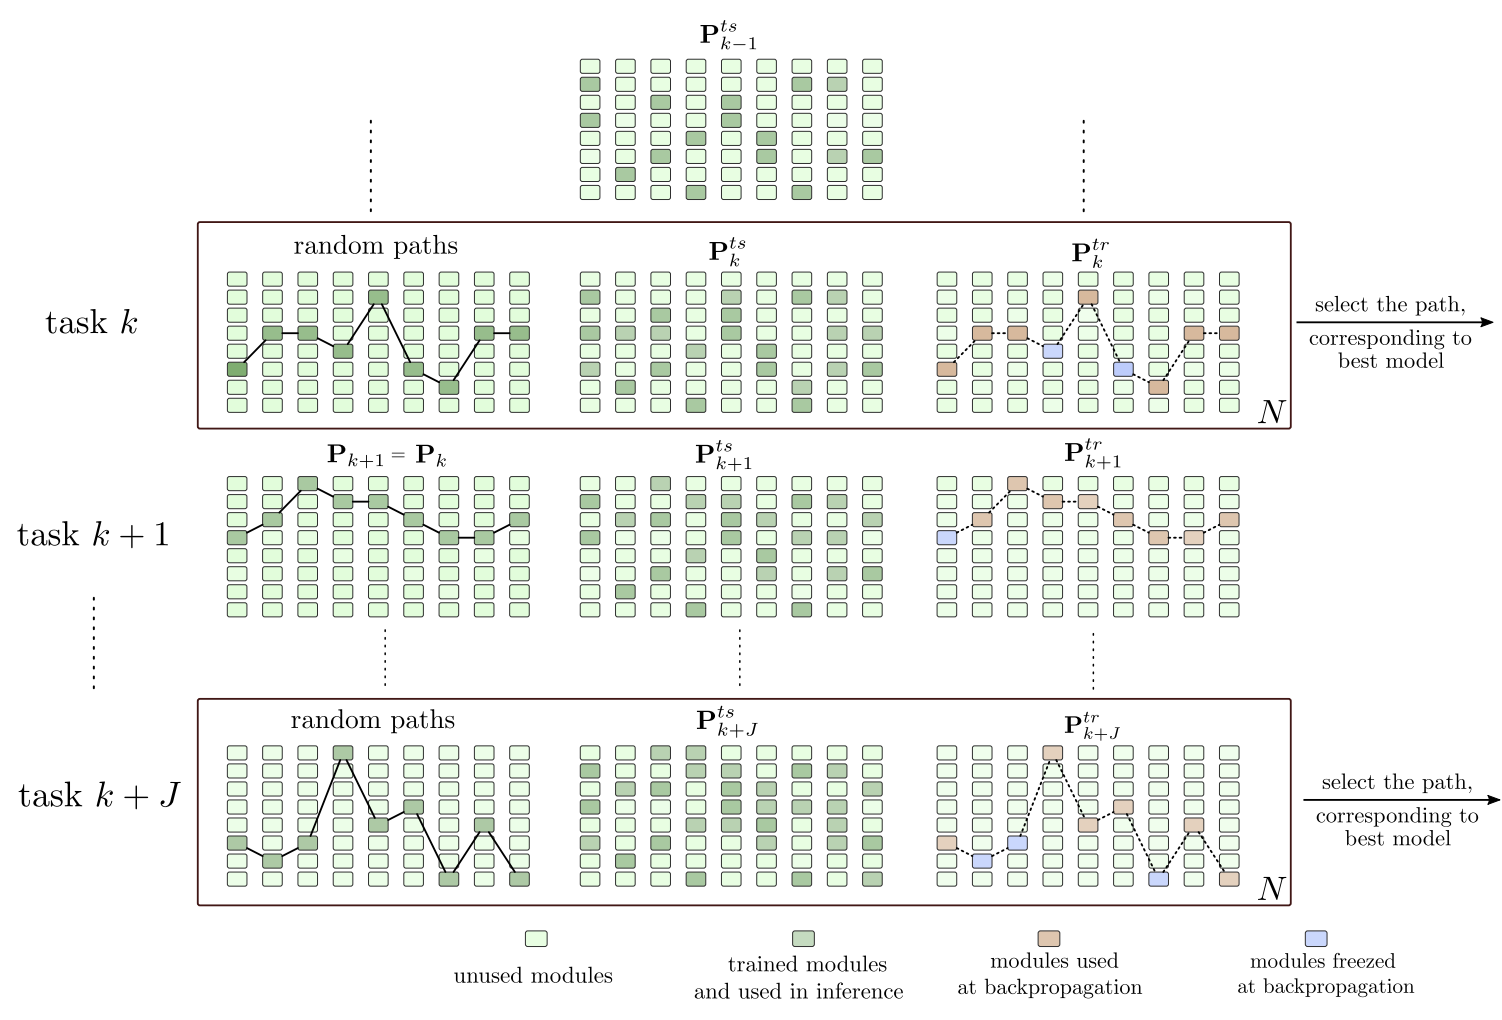 P^{ts}_{k-1}
random paths
P^{ts}_k
P^{tr}_k
task k
select the path,
corresponding to
best model
N
P_{k+1} = P_k
P^{ts}_{k+1}
P^{tr}_{k+1}
task k + 1
random paths
P^{ts}_{k+J}
P^{tr}_{k+J}
task k + J
select the path,
corresponding to
best model
N
unused modules
trained modules
and used in inference
modules used
at backpropagation
modules freezed
at backpropagation